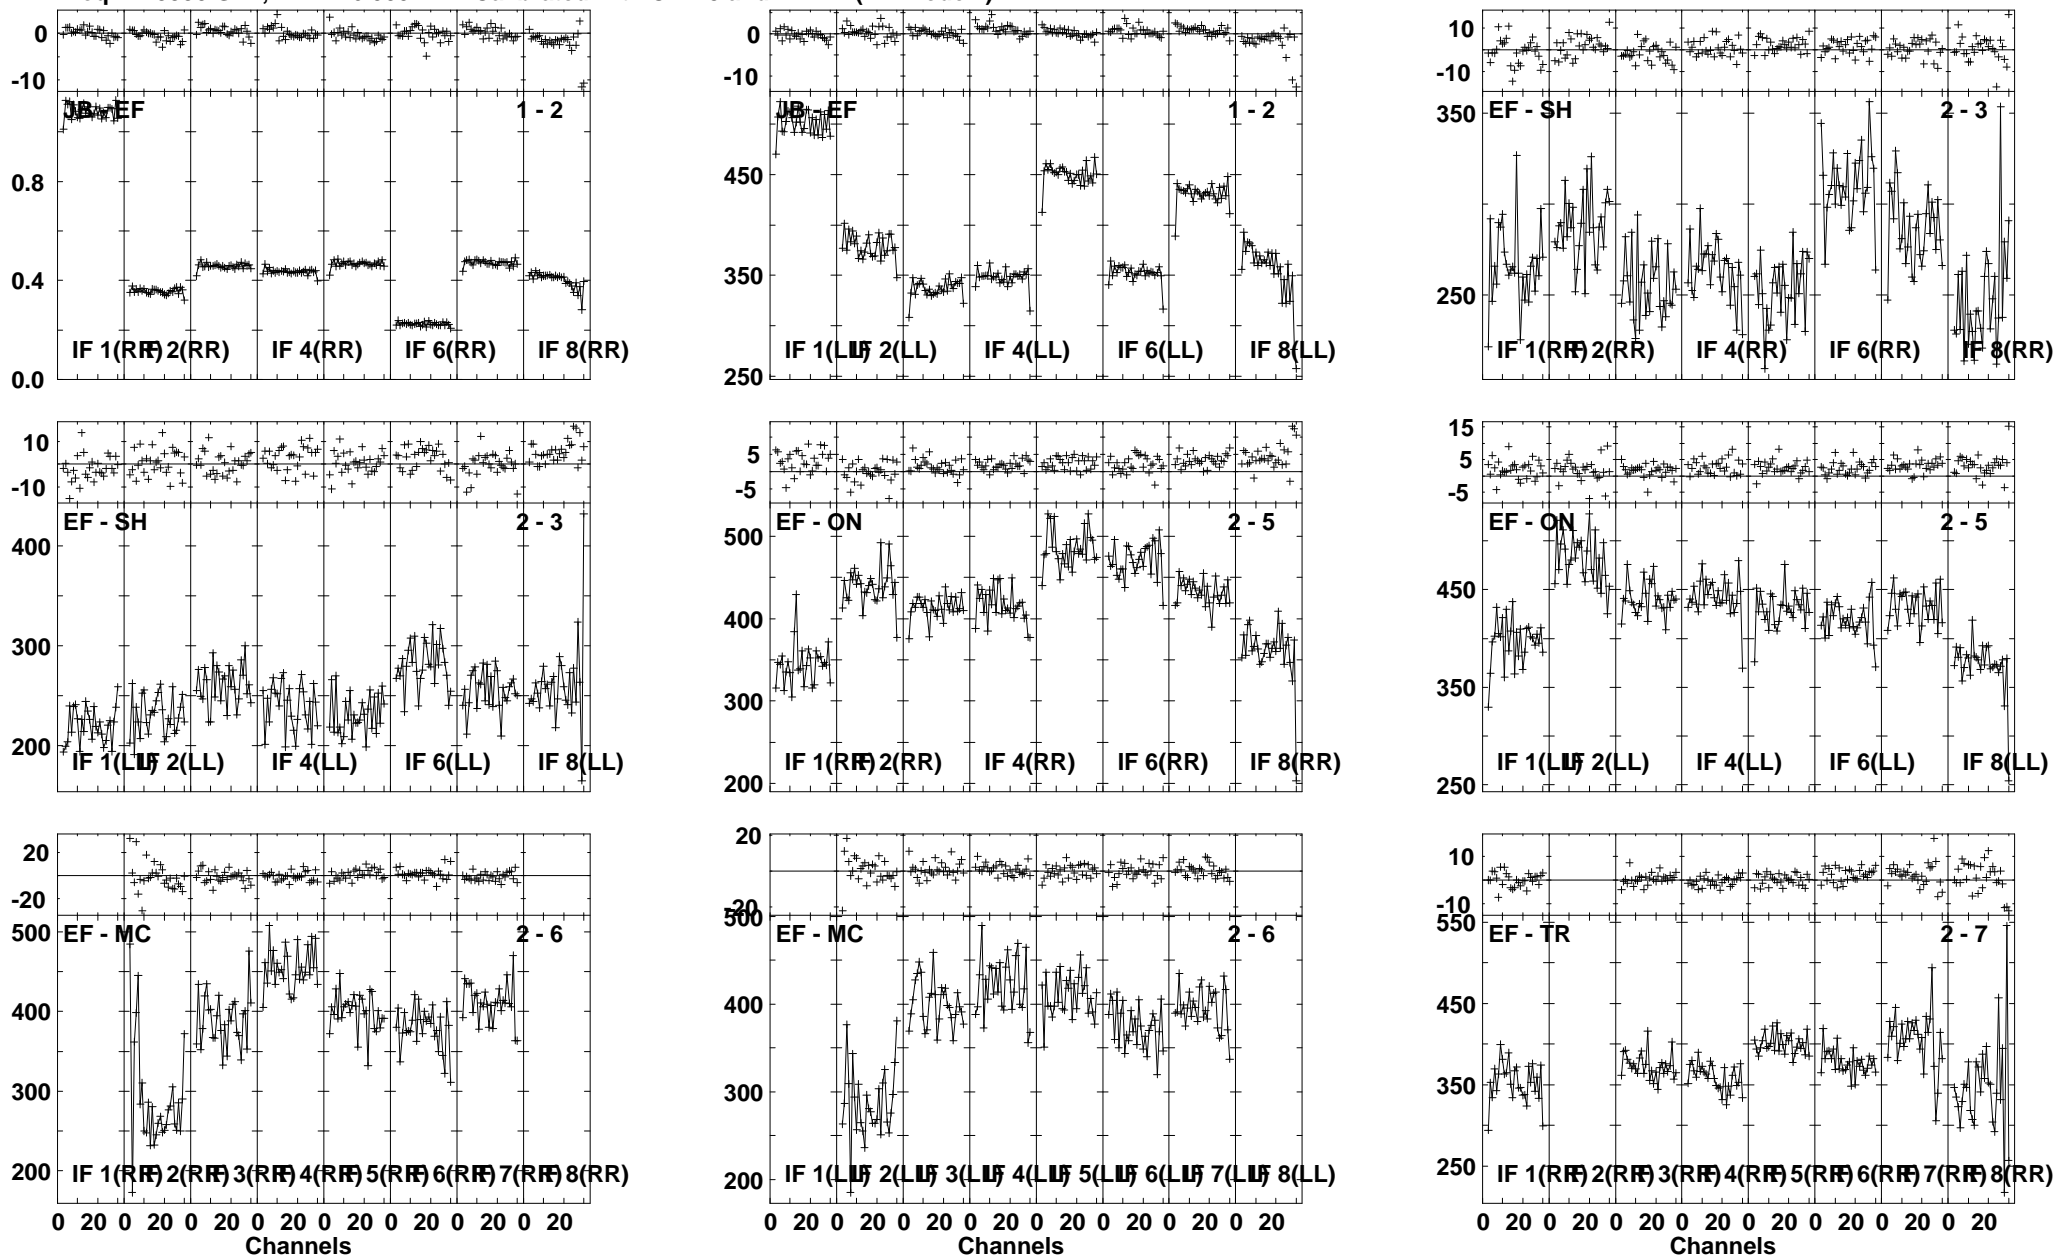 0
-10
JB - EF 1 - 2
0.8
0.4
0.0
IF 1(RR) IF 2(RR) IF 4(RR) IF 6(RR) IF 8(RR)
0
-10
JB - EF 1 - 2
450
350
250
IF 1(LL) IF 2(LL) IF 4(LL) IF 6(LL) IF 8(LL)
10
-10
EF - SH 2 - 3
350
250
IF 1(RR) IF 2(RR) IF 4(RR) IF 6(RR) IF 8(RR)
10
-10
EF - SH 2 - 3
400
300
200
IF 1(LL) IF 2(LL) IF 4(LL) IF 6(LL) IF 8(LL)
5
-5
EF - ON 2 - 5
500
400
300
200
IF 1(RR) IF 2(RR) IF 4(RR) IF 6(RR) IF 8(RR)
15
5
-5
EF - ON 2 - 5
450
350
250
IF 1(LL) IF 2(LL) IF 4(LL) IF 6(LL) IF 8(LL)
20
-20
EF - MC 2 - 6
500
400
300
200
IF 1(RR) IF 2(RR) IF 3(RR) IF 4(RR) IF 5(RR) IF 6(RR) IF 7(RR) IF 8(RR)
0 20 0 20 0 20 0 20 0 20 0 20 0 20 0 20
Channels
20
-20
EF - MC 2 - 6
500
400
300
200
IF 1(LL) IF 2(LL) IF 3(LL) IF 4(LL) IF 5(LL) IF 6(LL) IF 7(LL) IF 8(LL)
0 20 0 20 0 20 0 20 0 20 0 20 0 20 0 20
Channels
10
-10
EF - TR 2 - 7
550
450
350
250
IF 1(RR) IF 2(RR) IF 3(RR) IF 4(RR) IF 5(RR) IF 6(RR) IF 7(RR) IF 8(RR)
0 20 0 20 0 20 0 20 0 20 0 20 0 20 0 20
Channels